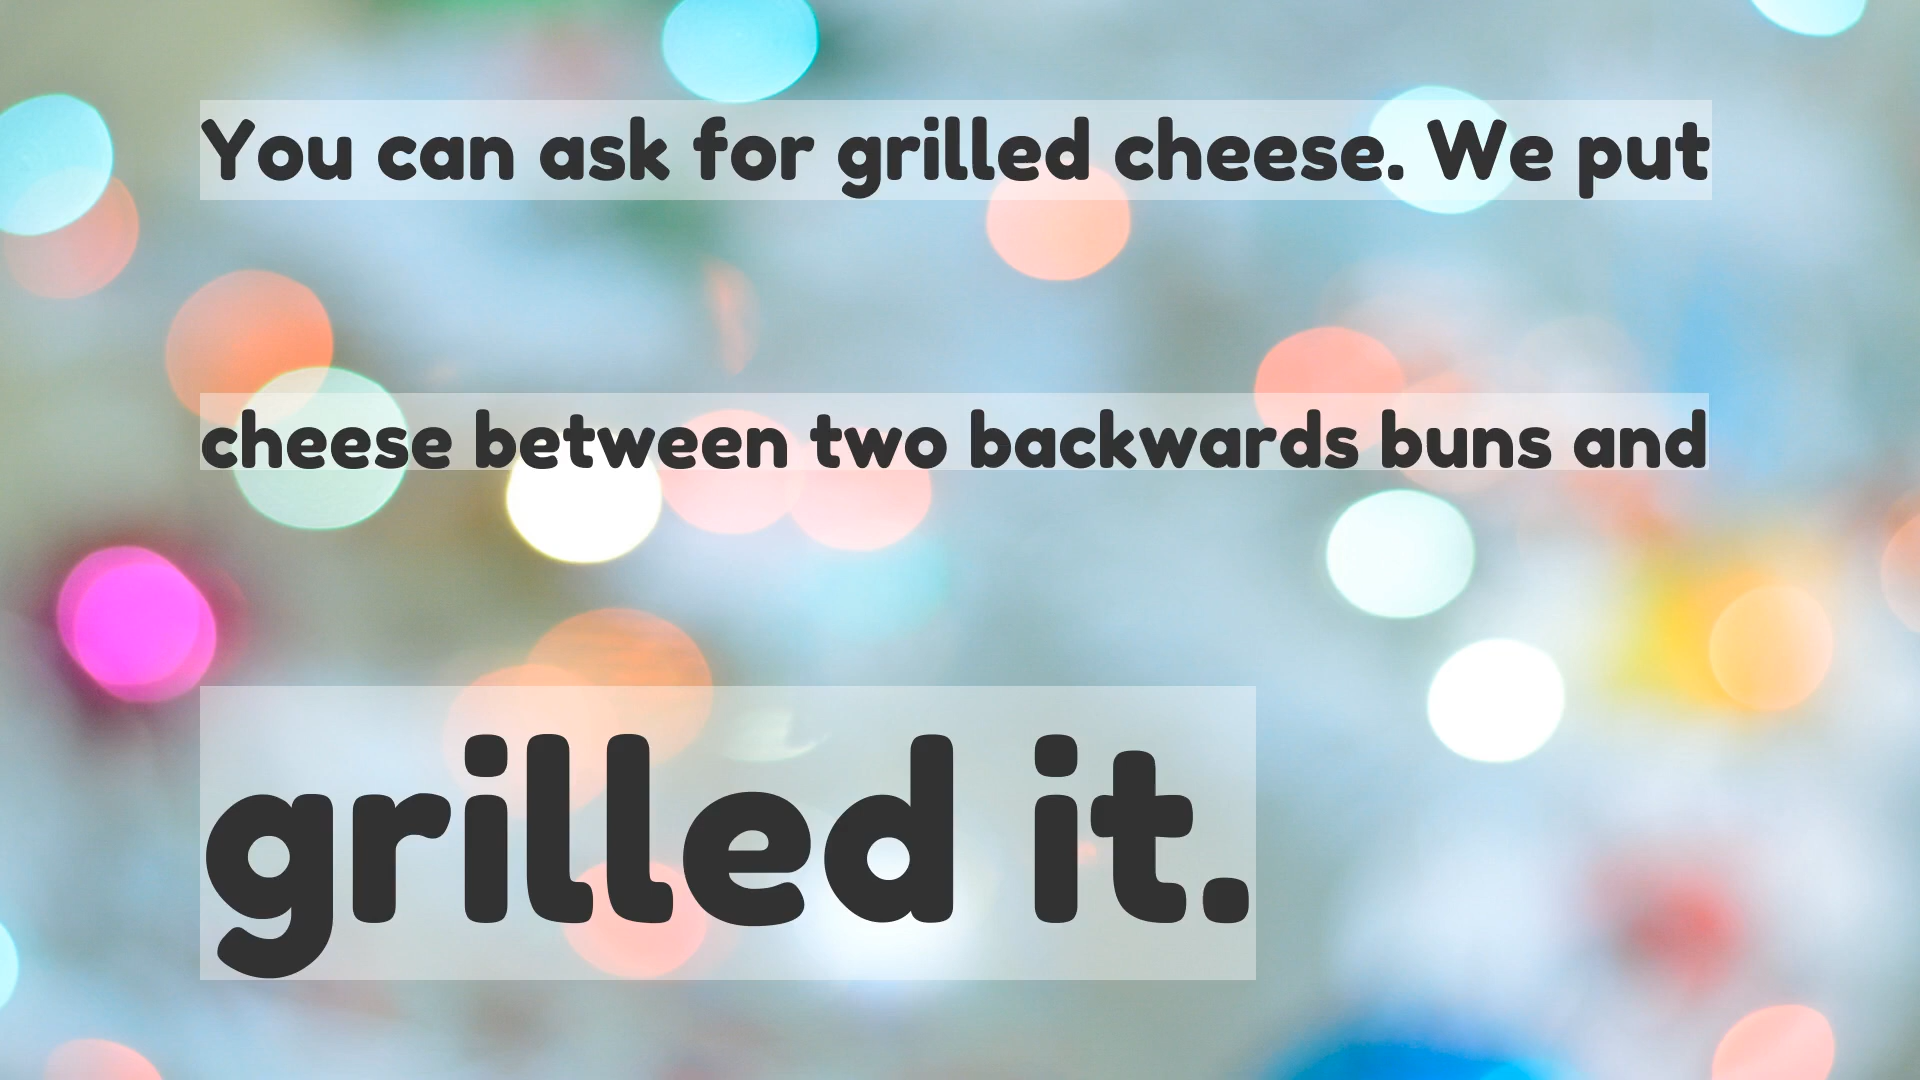 You can ask for grilled cheese. We put
cheese between two backwards buns and
grilled it.